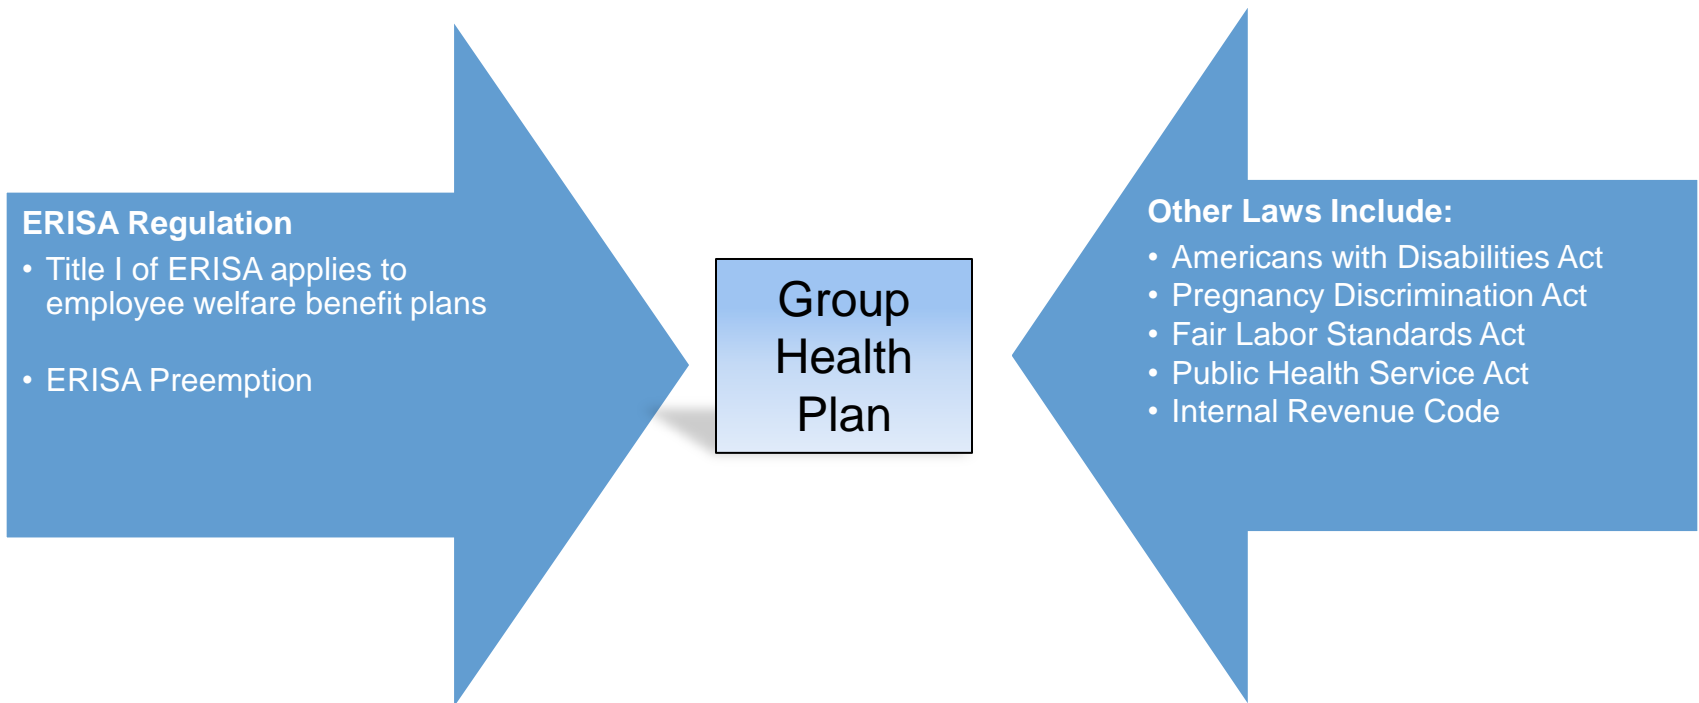 ERISA Regulation
• Title I of ERISA applies to
employee welfare benefit plans
• ERISA Preemption
Group
Health
Plan
Other Laws Include:
• Americans with Disabilities Act
• Pregnancy Discrimination Act
• Fair Labor Standards Act
• Public Health Service Act
• Internal Revenue Code